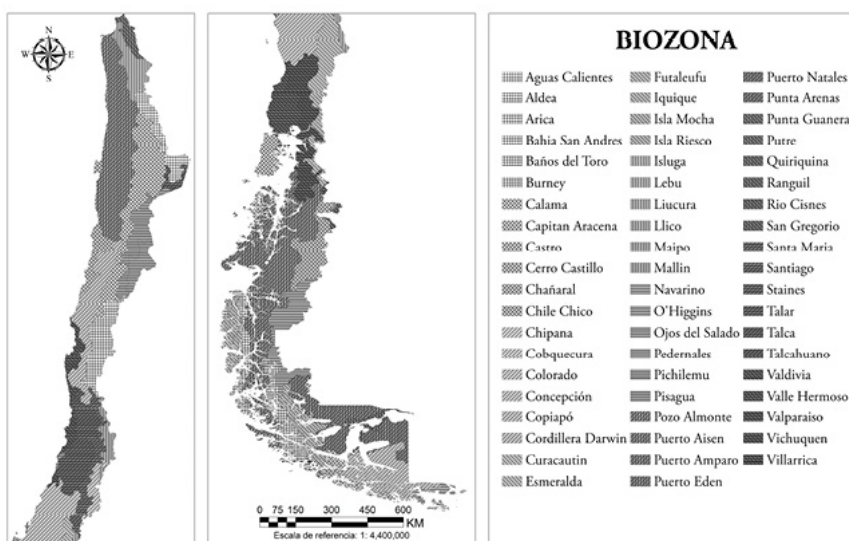 N
W E
S
0 75 150 300 450 600
KM
Escala de referencia: 1: 4,400,000
BIOZONA
Aguas Calientes
Aldea
Arica
Bahia San Andres
Baños del Toro
Burney
Calama
Capitan Aracena
Castro
Cerro Castillo
Chañaral
Chile Chico
Chipana
Cobquecura
Colorado
Concepción
Copiapó
Cordillera Darwin
Curacautin
Esmeralda
Futaleufu
Iquique
Isla Mocha
Isla Riesco
Isluga
Lebu
Liucura
Llico
Maipo
Mallin
Navarino
O'Higgins
Ojos del Salado
Pedernales
Pichilemu
Pisagua
Pozo Almonte
Puerto Aisen
Puerto Amparo
Puerto Eden
Puerto Natales
Punta Arenas
Punta Guanera
Putre
Quiriquina
Ranguil
Rio Cisnes
San Gregorio
Santa Maria
Santiago
Staines
Talar
Talca
Talcahuano
Valdivia
Valle Hermoso
Valparaiso
Vichuquen
Villarrica